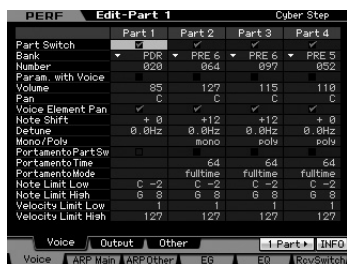 PERF Edit-Part 1 Cyber Step
Part 1 Part 2 Part 3 Part 4
Part Switch
Bank PDR PRE 6 PRE 6 PRE 5
Number 020 064 097 052
Param. with Voice
Volume 85 127 115 110
Pan C C C C
Voice Element Pan
Note Shift + 0 +12 +12 + 0
Detune 0.0Hz 0.0Hz 0.0Hz 0.0Hz
Mono/Poly mono poly poly
PortamentoPartSw
PortamentoTime 64 64 64
PortamentoMode fulltime fulltime fulltime
Note Limit Low C -2 C -2 C -2 C -2
Note Limit High G 8 G 8 G 8 G 8
Velocity Limit Low 1 1 1 1
Velocity Limit High 127 127 127 127
Voice Output Other 1 Part INFO
Voice ARP Main ARP Other EG EQ RcvSwitch